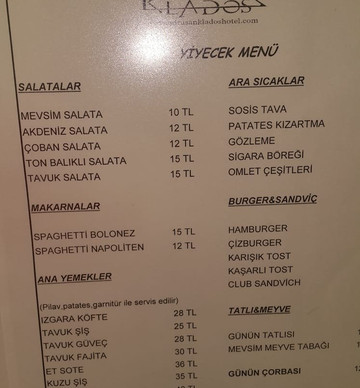 KLADOS
YİYECEK MENÜ
SALATALAR
MEVSİM SALATA 10 TL
AKDENİZ SALATA 12 TL
ÇOBAN SALATA 12 TL
TON BALIKLI SALATA 15 TL
TAVUK SALATA 15 TL
MAKARNALAR
SPAGHETTİ BOLONEZ 15 TL
SPAGHETTİ NAPOLİTEN 12 TL
ANA YEMEKLER
(Pilav,patates,garnitür ile servis edilir)
IZGARA KÖFTE 28 TL
TAVUK ŞİŞ 25 TL
TAVUK GÜVEÇ 28 TL
TAVUK FAJİTA 30 TL
ET SOTE 36 TL
KUZU ŞİŞ 35 TL
ARA SICAKLAR
SOSİS TAVA
PATATES KIZARTMA
GÖZLEME
SİGARA BÖREĞİ
OMLET ÇEŞİTLERİ
BURGER&SANDVİÇ
HAMBURGER
ÇIZBURGER
KARIŞIK TOST
KAŞARLI TOST
CLUB SANDVİCH
TATLI&MEYVE
GÜNÜN TATLISI
MEVSİM MEYVE TABAĞI
GÜNÜN ÇORBASI